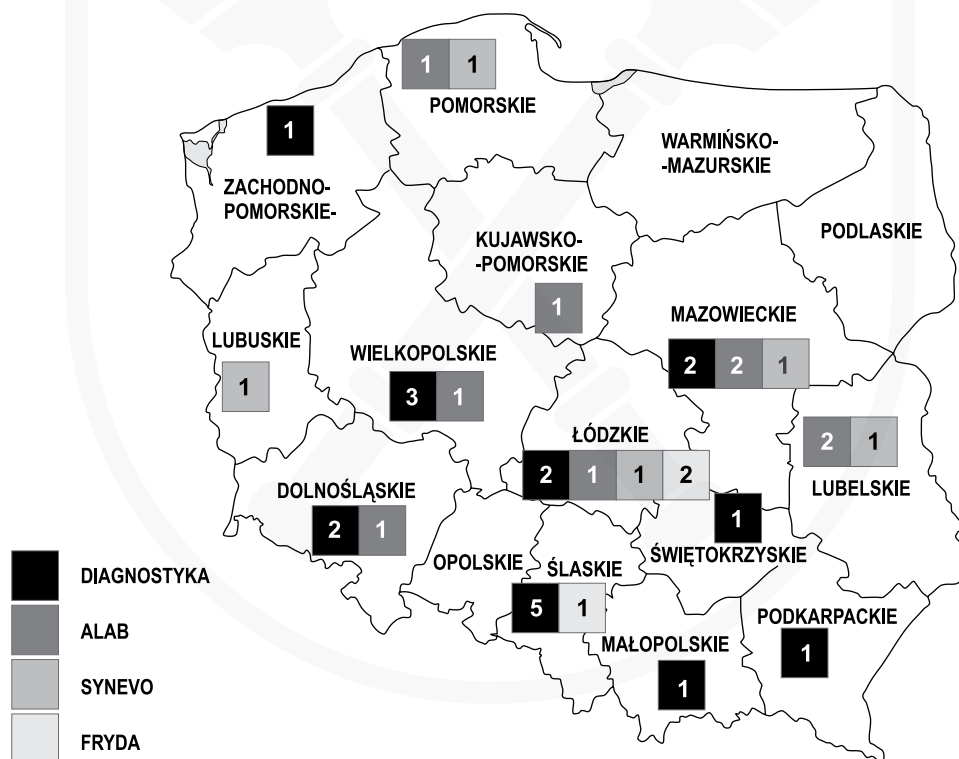 1 1
POMORSKIE
1
ZACHODNO-
POMORSKIE-
WARMIŃSKO-
-MAZURSKIE
PODLASKIE
KUJAWSKO-
-POMORSKIE
1
MAZOWIECKIE
2 2 1
LUBUSKIE
1
WIELKOPOLSKIE
3 1
ŁÓDZKIE
2 1 1 2
2 1
LUBELSKIE
DOLNOŚLĄSKIE
2 1
1
ŚWIĘTOKRZYSKIE
OPOLSKIE
ŚLASKIE
5 1
MAŁOPOLSKIE
1
PODKARPACKIE
1
DIAGNOSTYKA
ALAB
SYNEVO
FRYDA